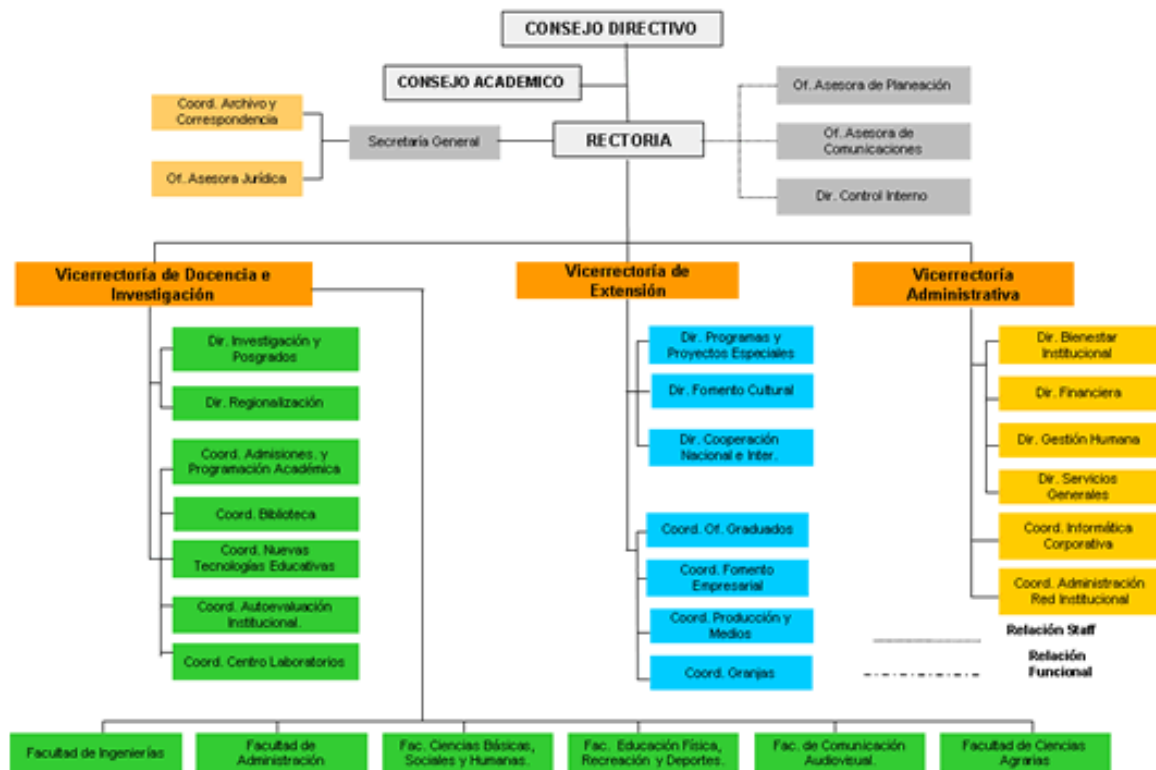 CONSEJO DIRECTIVO
CONSEJO ACADEMICO
Of. Asesora de Planeación
Coord. Archivo y
Correspondencia
Secretaría General
RECTORIA
Of. Asesora de
Comunicaciones
Of. Asesora Jurídica
Dir. Control Interno
Vicerrectoría de Docencia e
Investigación
Vicerrectoría de
Extensión
Vicerrectoría
Administrativa
Dir. Investigación y
Posgrados
Dir. Regionalización
Coord. Admisiones. y
Programación Académica
Coord. Biblioteca
Coord. Nuevas
Tecnologías Educativas
Coord. Autoevaluación
Institucional.
Coord. Centro Laboratorios
Dir. Programas y
Proyectos Especiales
Dir. Fomento Cultural
Dir. Cooperación
Nacional e Inter.
Coord. Of. Graduados
Coord. Fomento
Empresarial
Coord. Producción y
Medios
Coord. Granjas
Dir. Bienestar
Institucional
Dir. Financiera
Dir. Gestión Humana
Dir. Servicios
Generales
Coord. Informática
Corporativa
Coord. Administración
Red Institucional
Relación Staff
Relación
Funcional
Facultad de Ingenierías
Facultad de
Administración
Fac. Ciencias Básicas,
Sociales y Humanas.
Fac. Educación Física,
Recreación y Deportes.
Fac. de Comunicación
Audiovisual.
Facultad de Ciencias
Agrarias